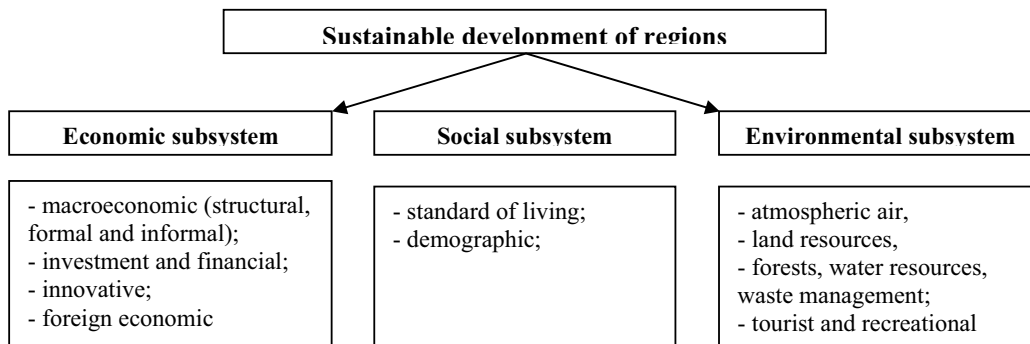 Sustainable development of regions
Economic subsystem
Social subsystem
Environmental subsystem
- macroeconomic (structural,
formal and informal);
- investment and financial;
- innovative;
- foreign economic
- standard of living;
- demographic;
- atmospheric air,
- land resources,
- forests, water resources,
waste management;
- tourist and recreational